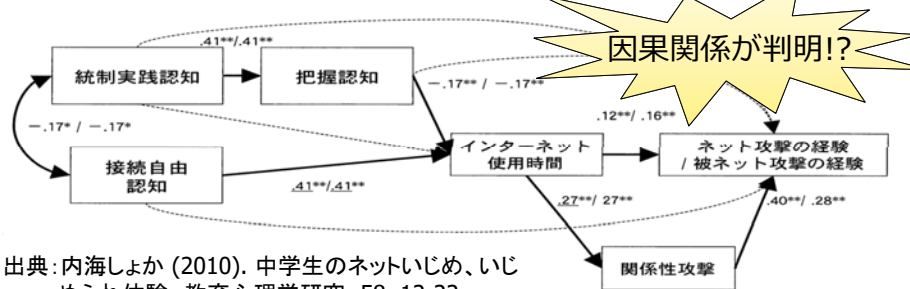 因果関係が判明!?
.41**/.41**
統制実践認知
把握認知
−.17** / −.17**
−.17* / −.17*
.12**/ .16**
接続自由
認知
インターネット
使用時間
ネット攻撃の経験
/ 被ネット攻撃の経験
.41**/.41**
.27**/ 27**
.40**/ .28**
関係性攻撃
出典:内海しょか (2010). 中学生のネットいじめ、いじ